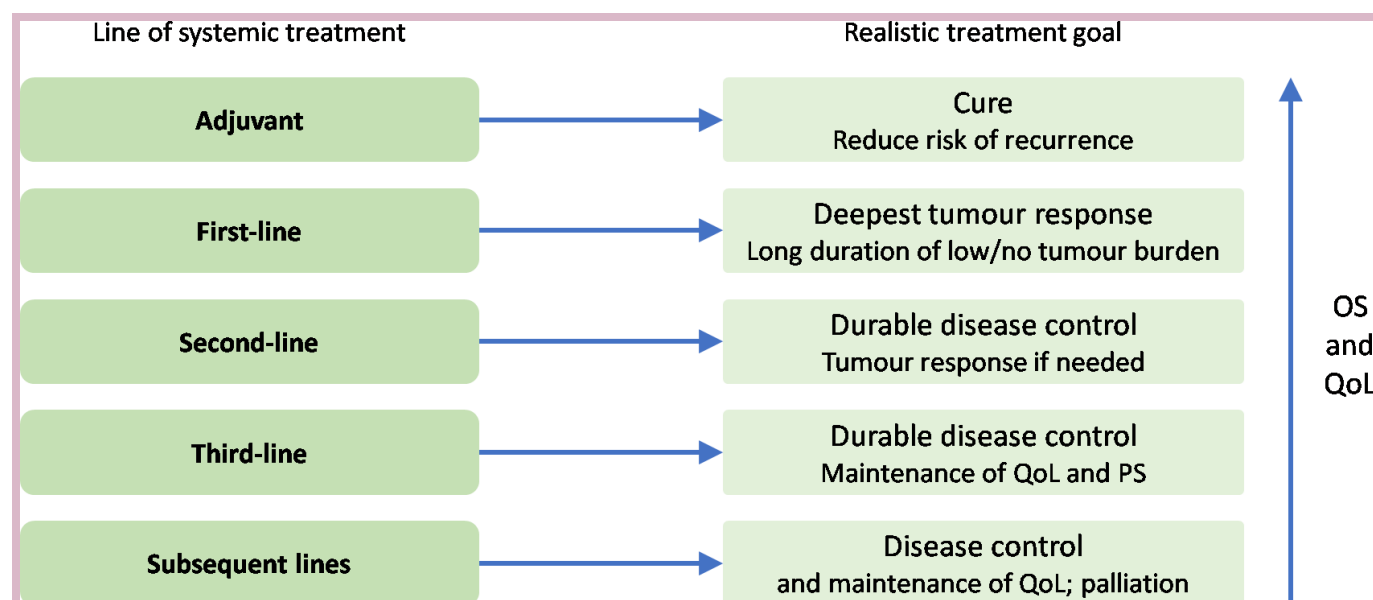 Line of systemic treatment
Realistic treatment goal
Adjuvant
Cure
Reduce risk of recurrence
First-line
Deepest tumour response
Long duration of low/no tumour burden
Second-line
Durable disease control
Tumour response if needed
Third-line
Durable disease control
Maintenance of QoL and PS
Subsequent lines
Disease control
and maintenance of QoL; palliation
OS
and
QoL